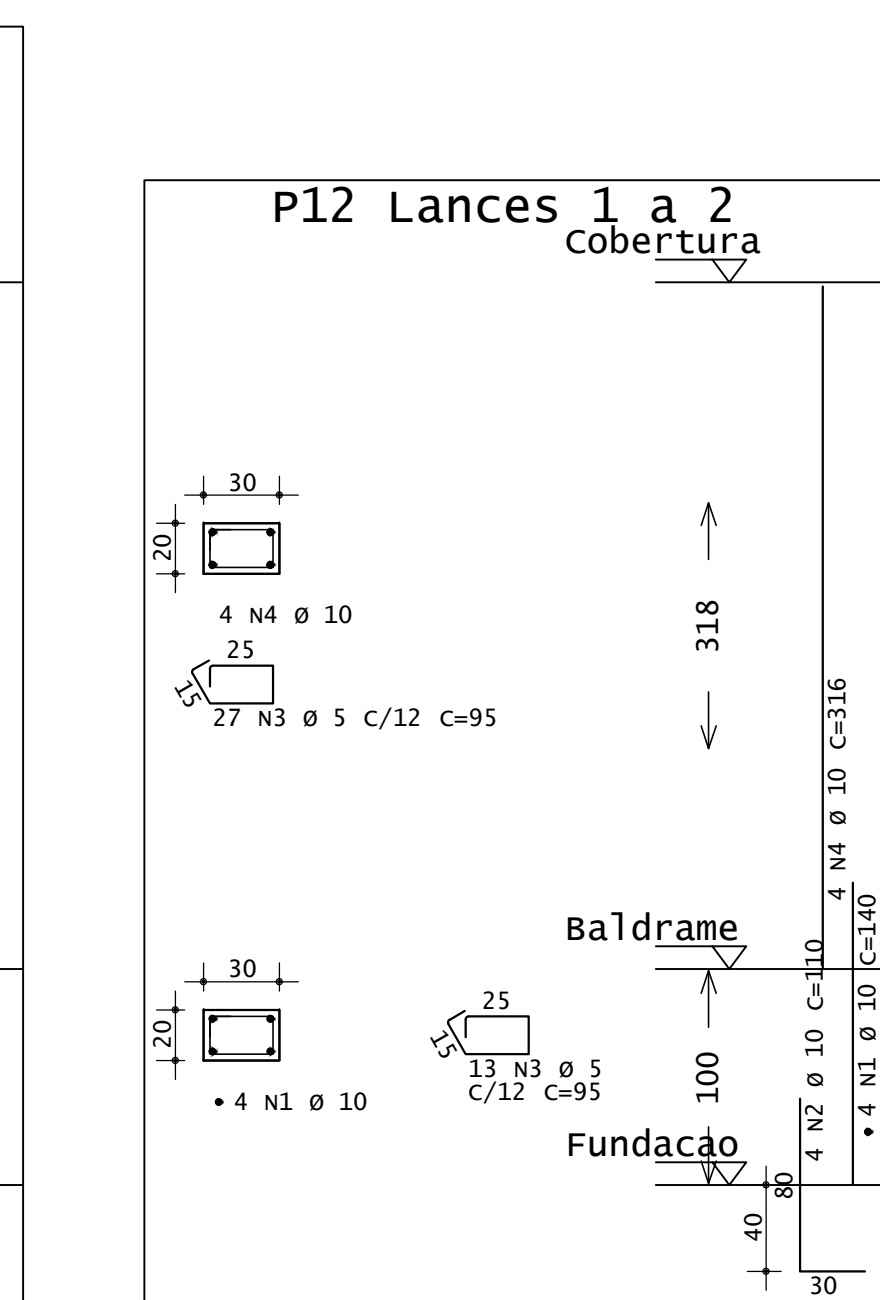 P12 Lances 1 a 2
Cobertura
30
20
4 N4 Ø 10
25
15
27 N3 Ø 5 C/12 C=95
318
4 N4 Ø 10 C=316
Baldrame
30
20
• 4 N1 Ø 10
25
15
13 N3 Ø 5
C/12 C=95
100
4 N2 Ø 10 C=110
• 4 N1 Ø 10 C=140
Fundacao
80
40
30